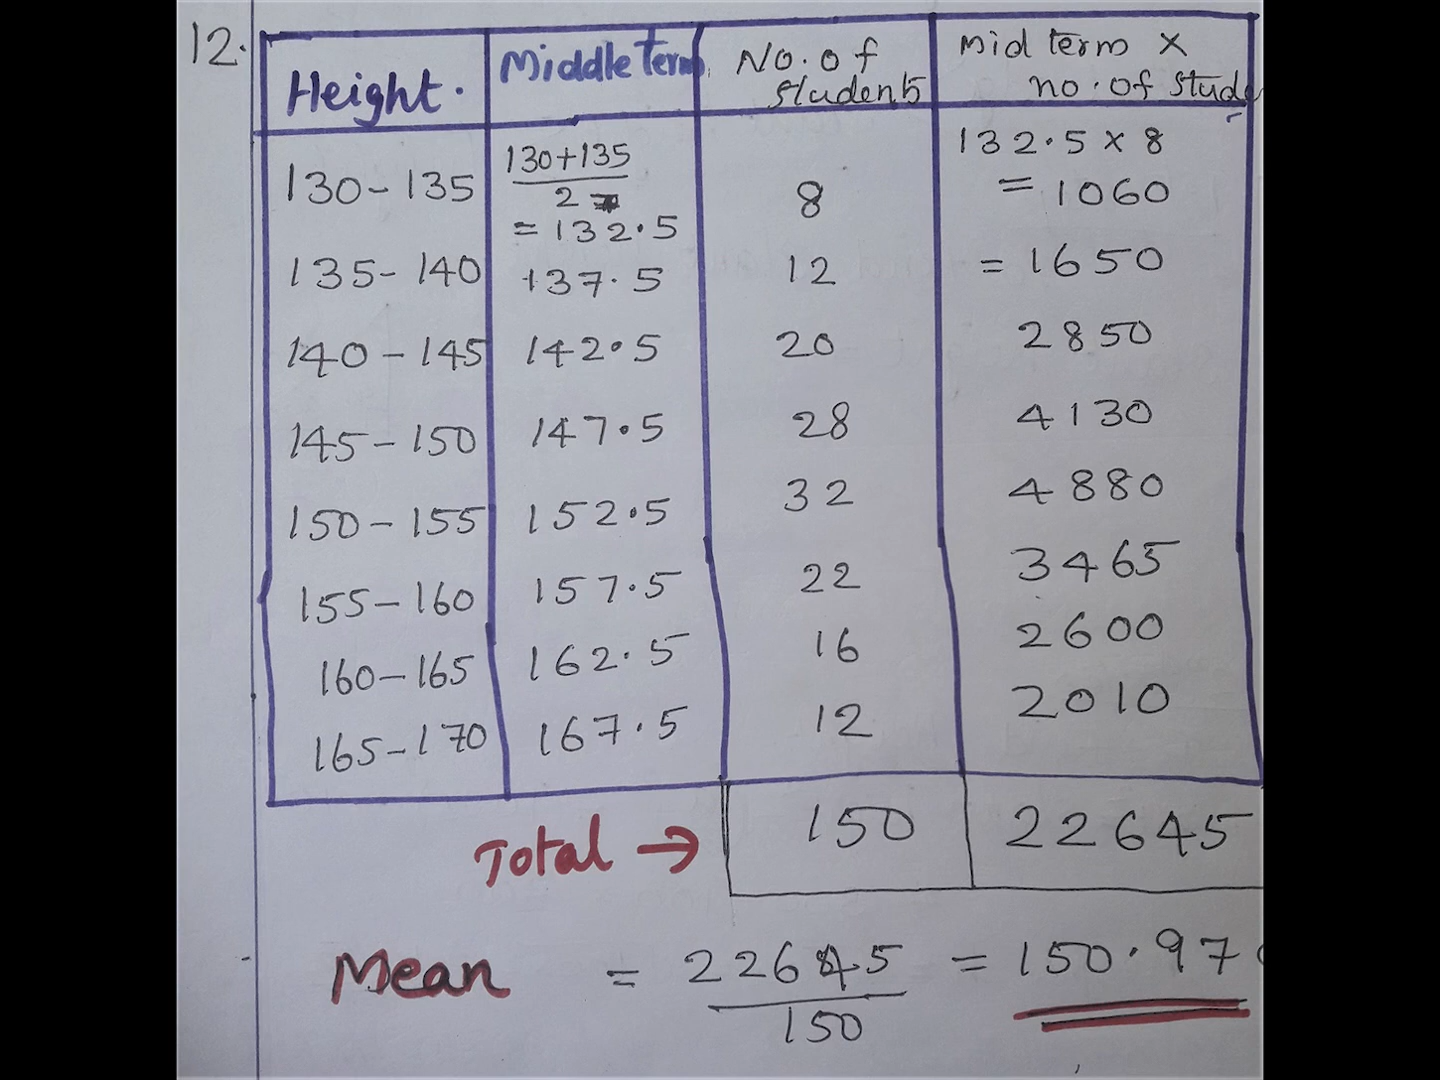 12.
Height. Middle term. No. of students Mid term x no. of stude
130-135 130+135/2 = 132.5 8 132.5 x 8 = 1060
135-140 137.5 12 = 1650
140-145 142.5 20 2850
145-150 147.5 28 4130
150-155 152.5 32 4880
155-160 157.5 22 3465
160-165 162.5 16 2600
165-170 167.5 12 2010
Total → 150 22645
Mean = 22645/150 = 150.97